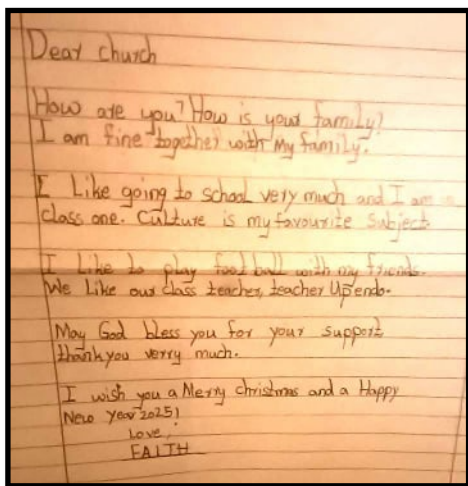 Dear church
How are you? How is your family?
I am fine together with my family.
I Like going to school very much and I am in
class one. Culture is my favourite subject.
I Like to play foot ball with my friends.
We Like our class teacher, teacher Upendo.
May God bless you for your support
thankyou verry much.
I wish you a Merry christmas and a Happy
New Year 2025!
Love,
FAITH